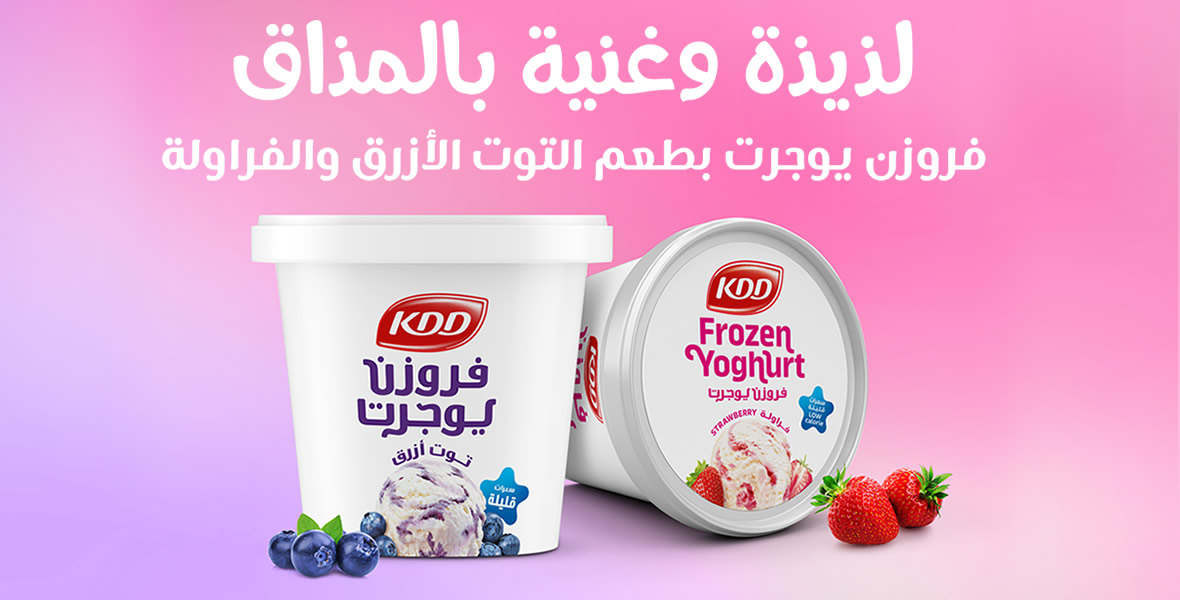 لذيذة وغنية بالمذاق
فروزن يوجرت بطعم التوت الأزرق والفراولة
KDD
فروزن
يوجرت
توت أزرق
سعرات
قليلة
KDD
Frozen
Yoghurt
فروزن يوجرت
STRAWBERRY فراولة
سعرات
قليلة
LOW
calorie